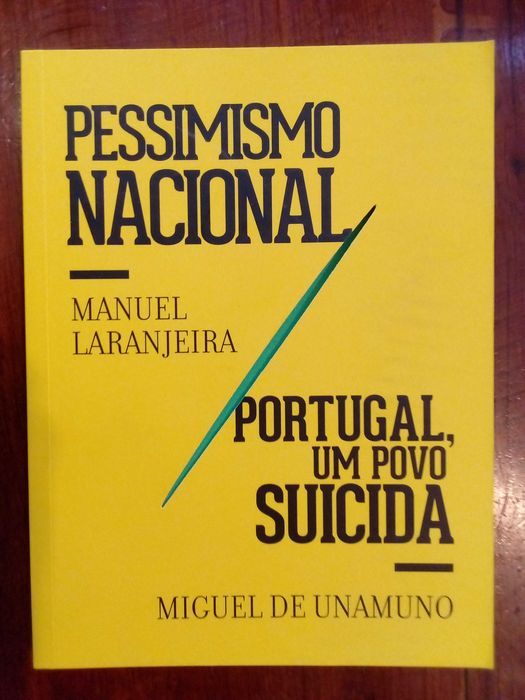 PESSIMISMO
NACIONAL
MANUEL
LARANJEIRA
PORTUGAL,
UM POVO
SUICIDA
MIGUEL DE UNAMUNO